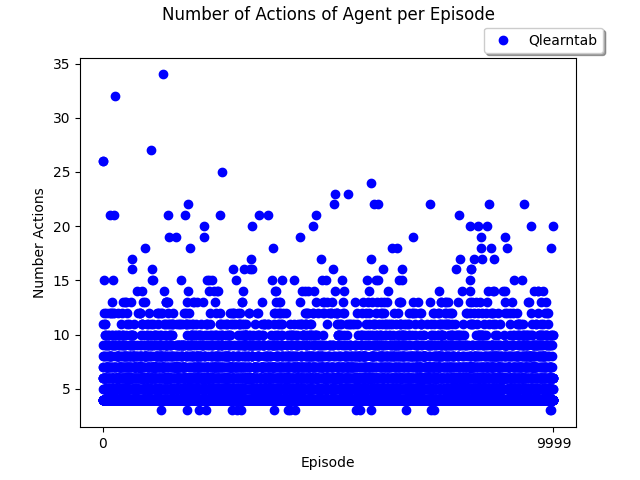 Number of Actions of Agent per Episode
Qlearntab
35
30
25
20
15
10
5
Number Actions
0
9999
Episode